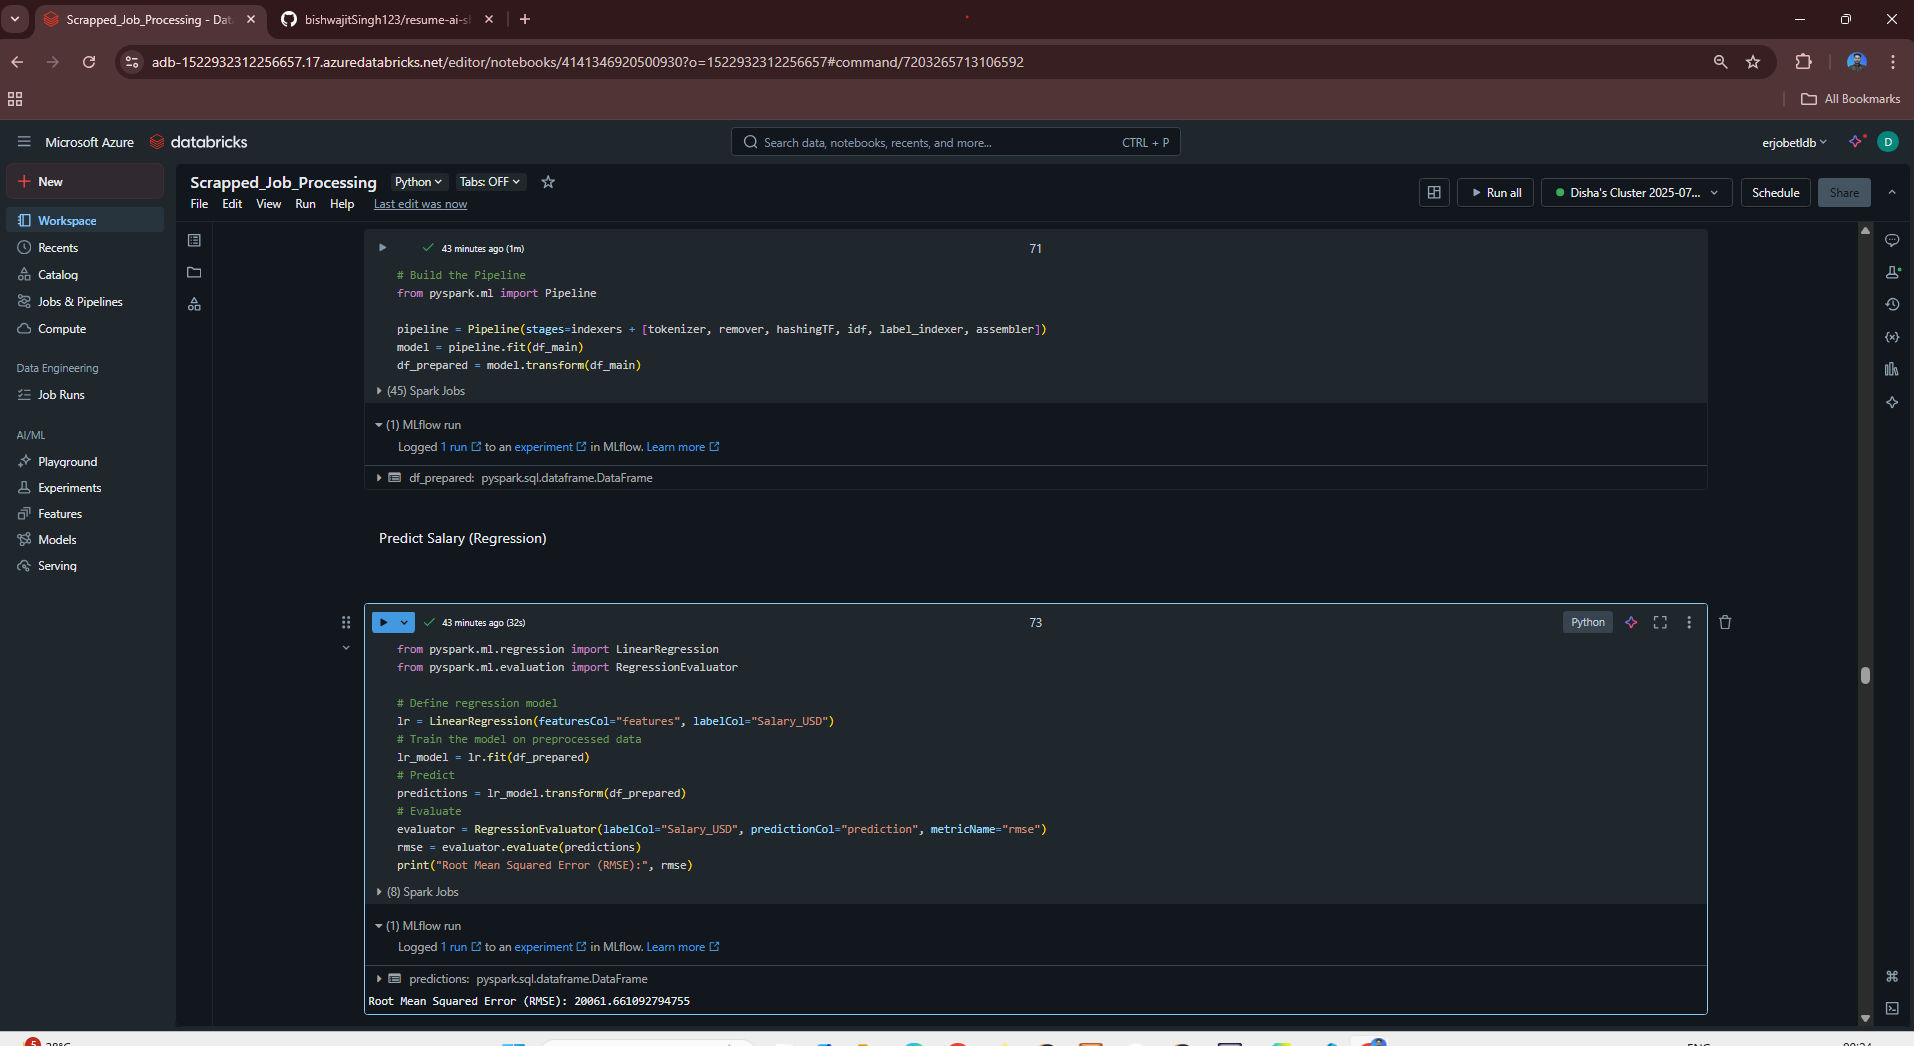 Scrapped_Job_Processing - Dat
bishwajitSingh123/resume-ai-sl
adb-1522932312256657.17.azuredatabricks.net/editor/notebooks/4141346920500930?o=1522932312256657#command/7203265713106592
All Bookmarks
Microsoft Azure
databricks
Search data, notebooks, recents, and more...
CTRL + P
erjobetldb
D
New
Workspace
Recents
Catalog
Jobs & Pipelines
Compute
Data Engineering
Job Runs
AI/ML
Playground
Experiments
Features
Models
Serving
Scrapped_Job_Processing
Python
Tabs: OFF
File Edit View Run Help Last edit was now
Run all
Disha's Cluster 2025-07...
Schedule
Share
43 minutes ago (1m)
71
# Build the Pipeline
from pyspark.ml import Pipeline
pipeline = Pipeline(stages=indexers + [tokenizer, remover, hashingTF, idf, label_indexer, assembler])
model = pipeline.fit(df_main)
df_prepared = model.transform(df_main)
(45) Spark Jobs
(1) MLflow run
Logged 1 run to an experiment in MLflow. Learn more
df_prepared: pyspark.sql.dataframe.DataFrame
Predict Salary (Regression)
43 minutes ago (32s)
73
Python
from pyspark.ml.regression import LinearRegression
from pyspark.ml.evaluation import RegressionEvaluator
# Define regression model
lr = LinearRegression(featuresCol="features", labelCol="Salary_USD")
# Train the model on preprocessed data
lr_model = lr.fit(df_prepared)
# Predict
predictions = lr_model.transform(df_prepared)
# Evaluate
evaluator = RegressionEvaluator(labelCol="Salary_USD", predictionCol="prediction", metricName="rmse")
rmse = evaluator.evaluate(predictions)
print("Root Mean Squared Error (RMSE):", rmse)
(8) Spark Jobs
(1) MLflow run
Logged 1 run to an experiment in MLflow. Learn more
predictions: pyspark.sql.dataframe.DataFrame
Root Mean Squared Error (RMSE): 20061.661092794755
5